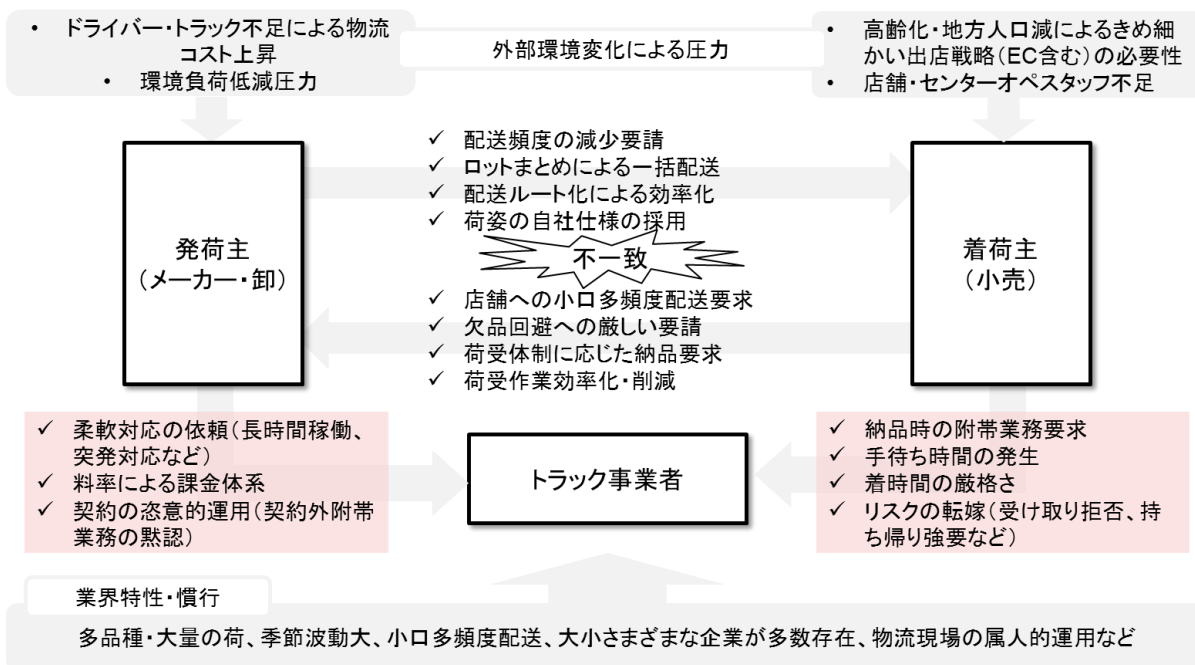 • ドライバー・トラック不足による物流
コスト上昇
• 環境負荷低減圧力
外部環境変化による圧力
• 高齢化・地方人口減によるきめ細
かい出店戦略(EC含む)の必要性
• 店舗・センターオペスタッフ不足
✓ 配送頻度の減少要請
✓ ロットまとめによる一括配送
✓ 配送ルート化による効率化
✓ 荷姿の自社仕様の採用
発荷主
(メーカー・卸)
不一致
着荷主
(小売)
✓ 店舗への小口多頻度配送要求
✓ 欠品回避への厳しい要請
✓ 荷受体制に応じた納品要求
✓ 荷受作業効率化・削減
✓ 柔軟対応の依頼(長時間稼働、
突発対応など)
✓ 料率による課金体系
✓ 契約の恣意的運用(契約外附帯
業務の黙認)
トラック事業者
✓ 納品時の附帯業務要求
✓ 手待ち時間の発生
✓ 着時間の厳格さ
✓ リスクの転嫁(受け取り拒否、持
ち帰り強要など)
業界特性・慣行
多品種・大量の荷、季節波動大、小口多頻度配送、大小さまざまな企業が多数存在、物流現場の属人的運用など